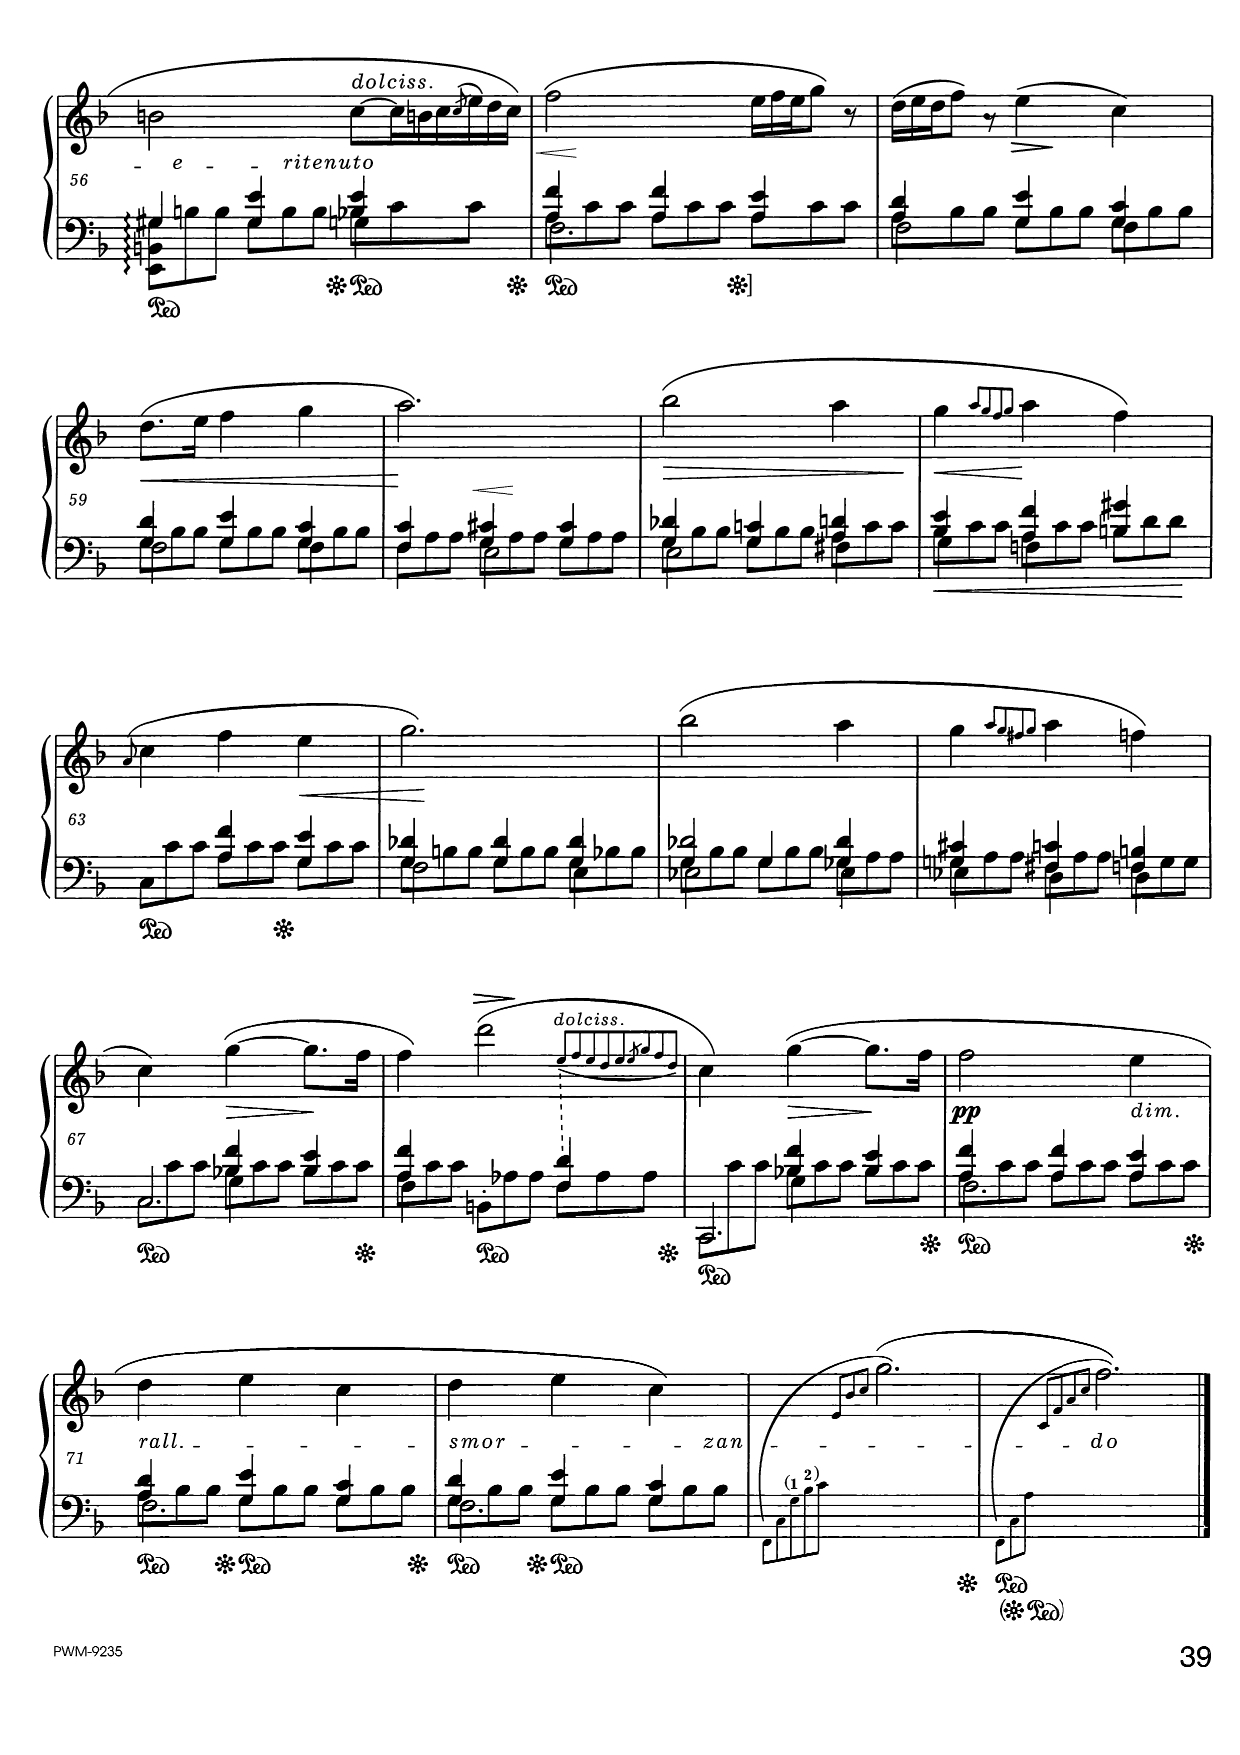 dolciss.
- e - ritenuto
56
Ped Ped Ped ]
59
63
Ped
dolciss.
pp dim.
67
Ped Ped Ped Ped
rall. - - - - smor - - - zan - - - - - do
71
(1 2)
Ped Ped Ped Ped Ped
( Ped)
PWM-9235
39